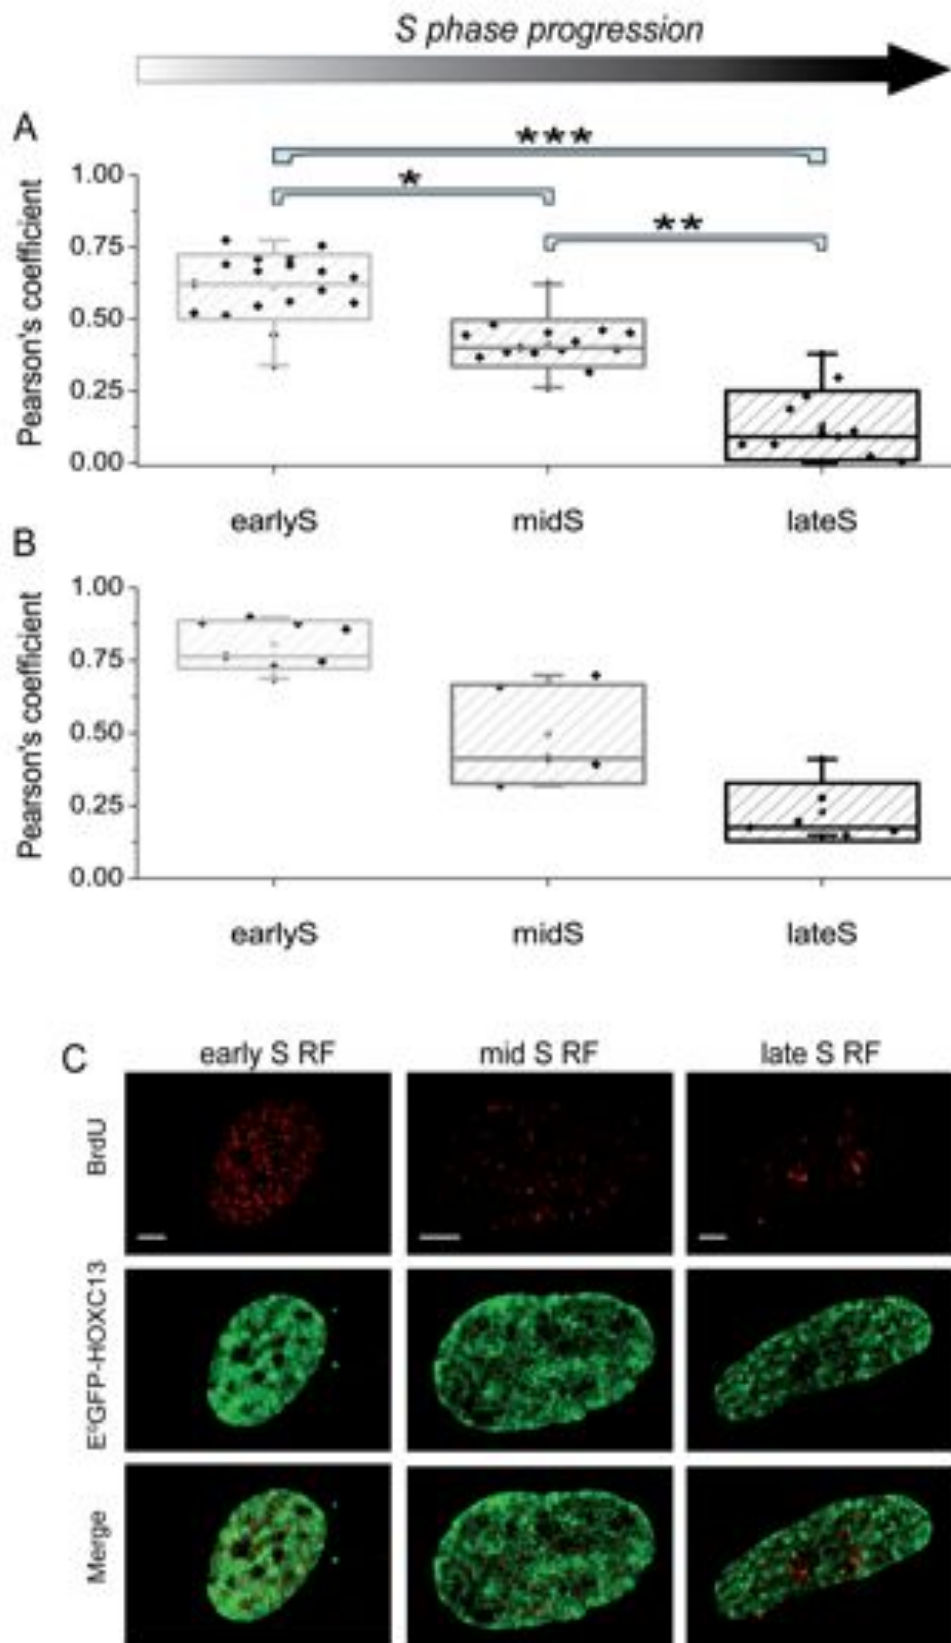 S phase progression
A
***
*
**
1.00
0.75
0.50
0.25
0.00
Pearson's coefficient
earlyS midS lateS
B
1.00
0.75
0.50
0.25
0.00
Pearson's coefficient
earlyS midS lateS
C
early S RF mid S RF late S RF
BrdU
E⁰GFP-HOXC13
Merge